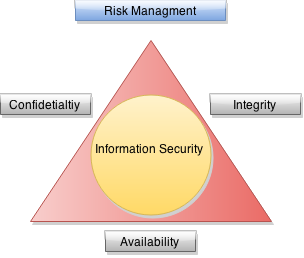 Risk Managment
Confidetialtiy
Integrity
Information Security
Availability